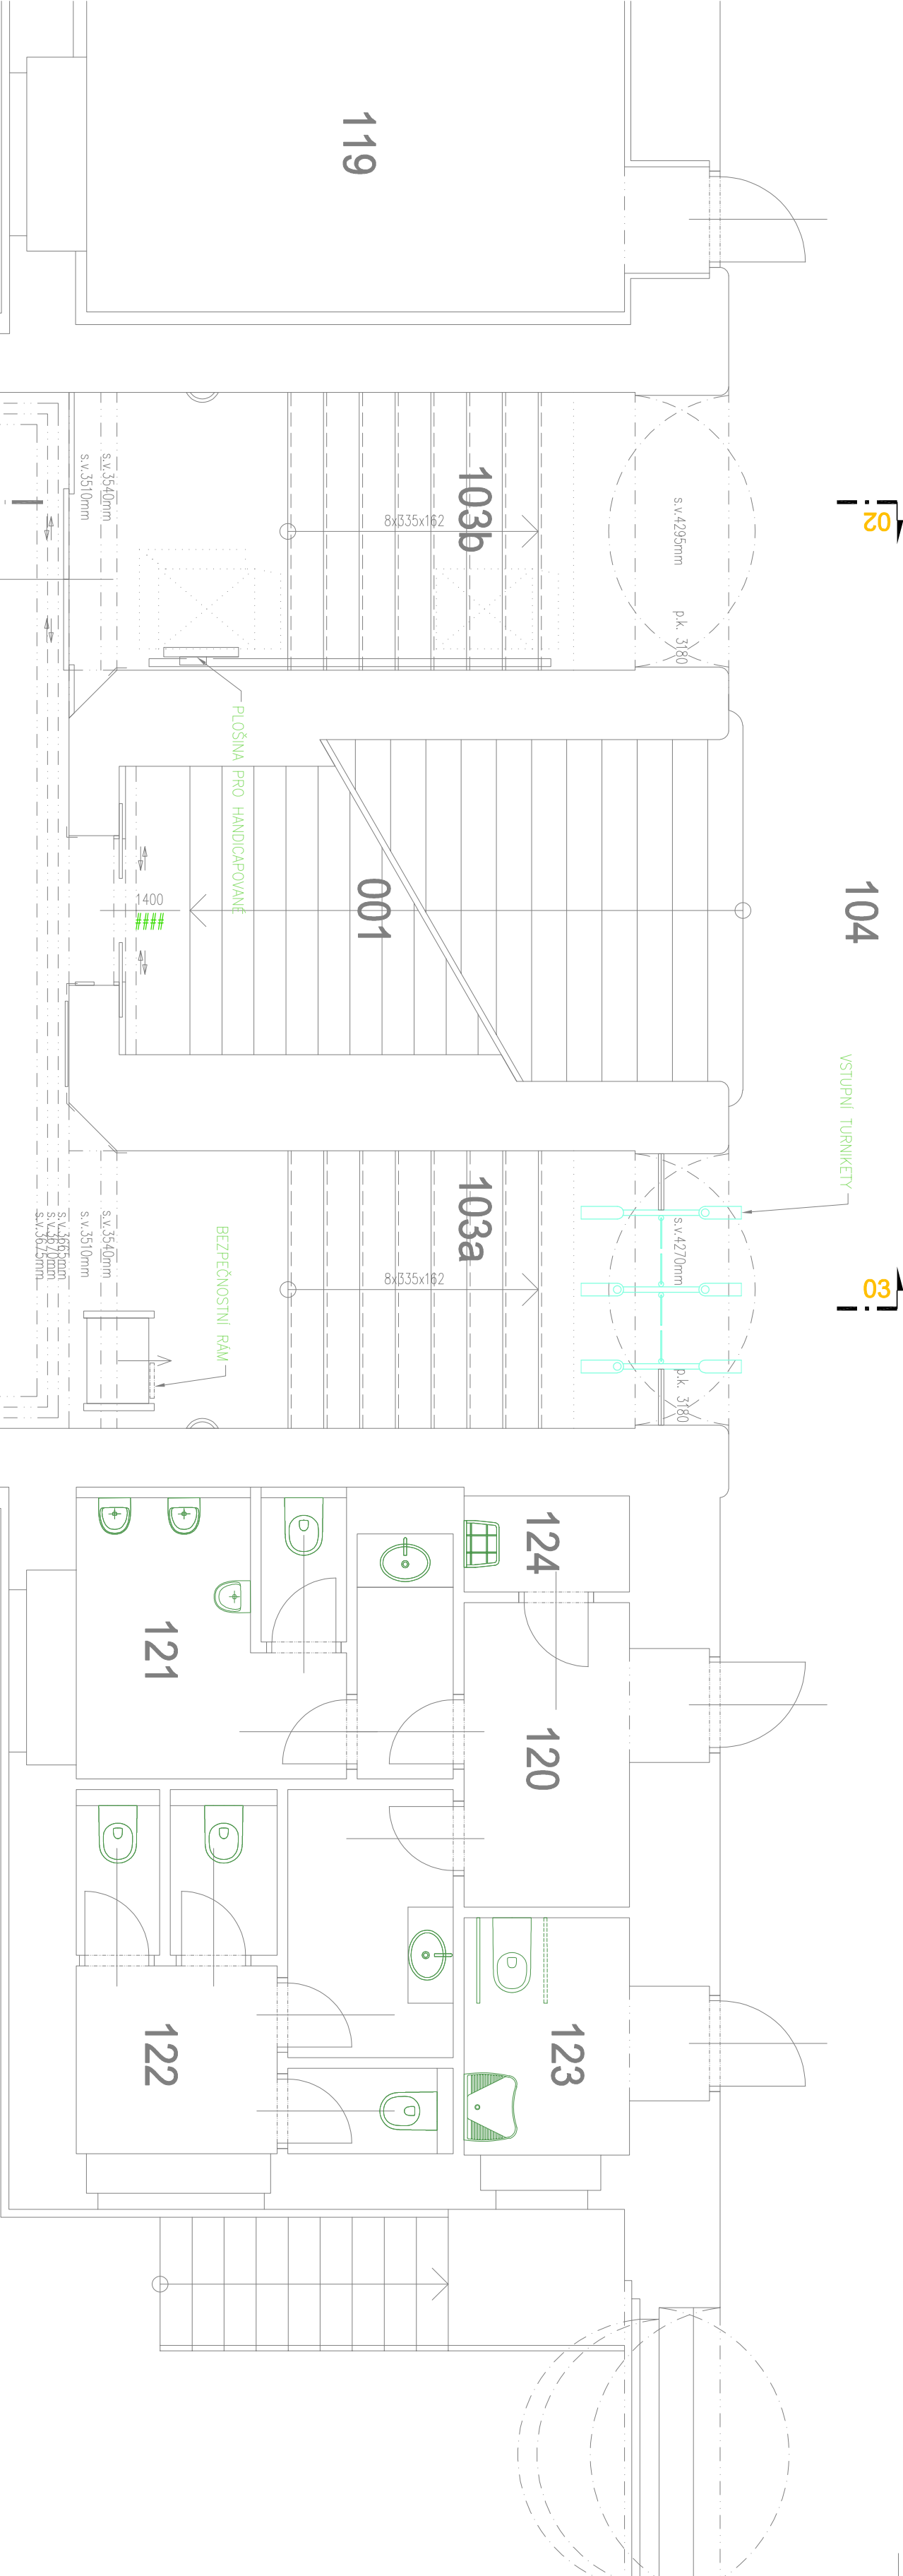 119
103b
s.v.3540mm
s.v.3510mm
8x335x162
s.v.4295mm
p.k. 3180
02
PLOŠINA PRO HANDICAPOVANÉ
001
1400
####
104
VSTUPNÍ TURNIKETY
103a
s.v.3540mm
s.v.3510mm
s.v.3675mm
8x335x162
s.v.4270mm
p.k. 3180
03
BEZPEČNOSTNÍ RÁM
124
121
120
122
123